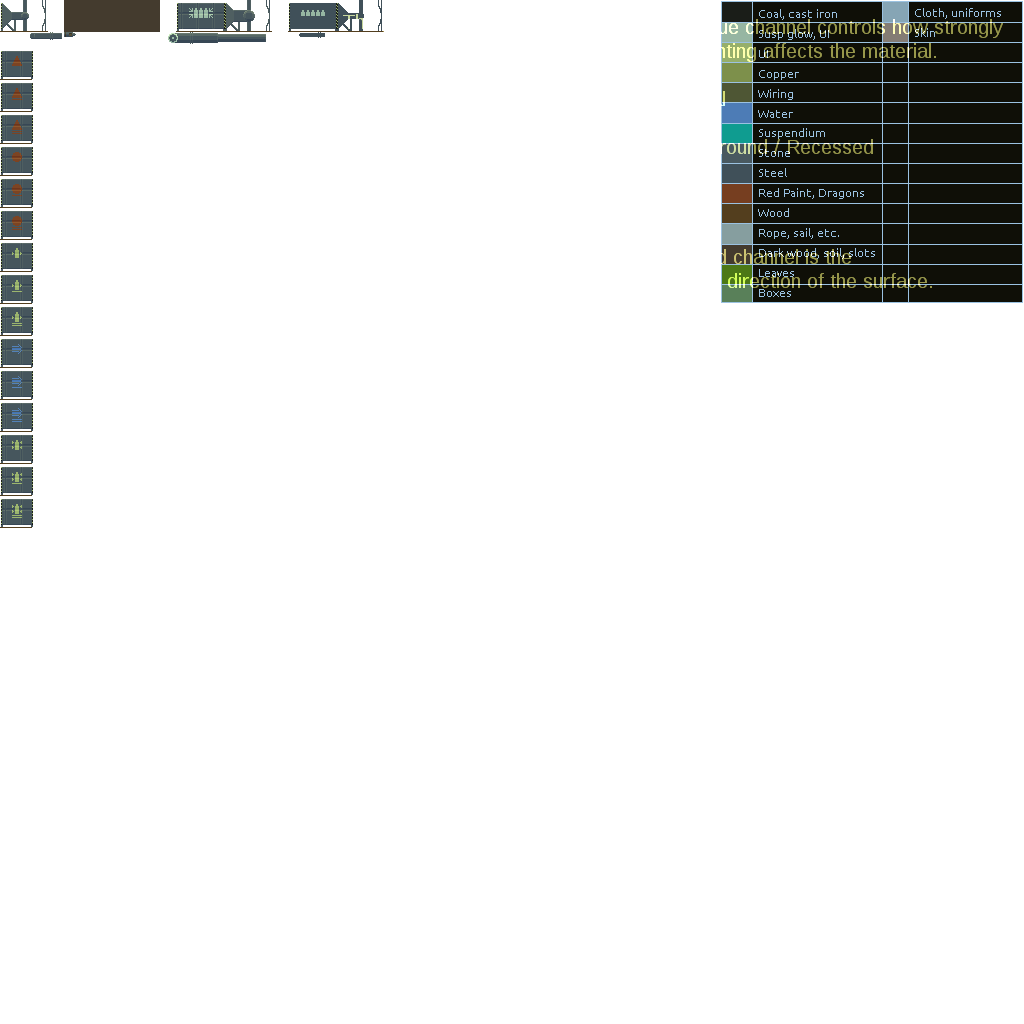 Coal, cast iron
Cloth, uniforms
ue channel controls how strongly
Susp glow, UI
Skin
nting affects the material.
UI
Copper
Wiring
Water
Suspendium
round / Recessed
Stone
Steel
Red Paint, Dragons
Wood
Rope, sail, etc.
d channel is the
Dark wood, soil, slots
Leaves
direction of the surface.
Boxes